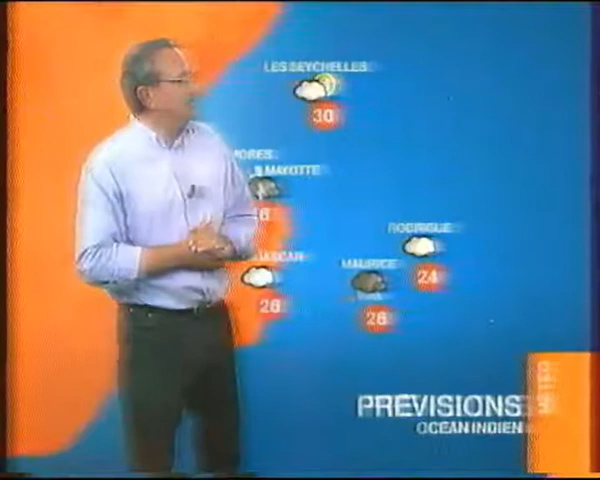 LES SEYCHELLES
30
MAYOTTE
RODRIGUE
24
MAURICE
26
26
PREVISIONS
OCEAN INDIEN
METEO